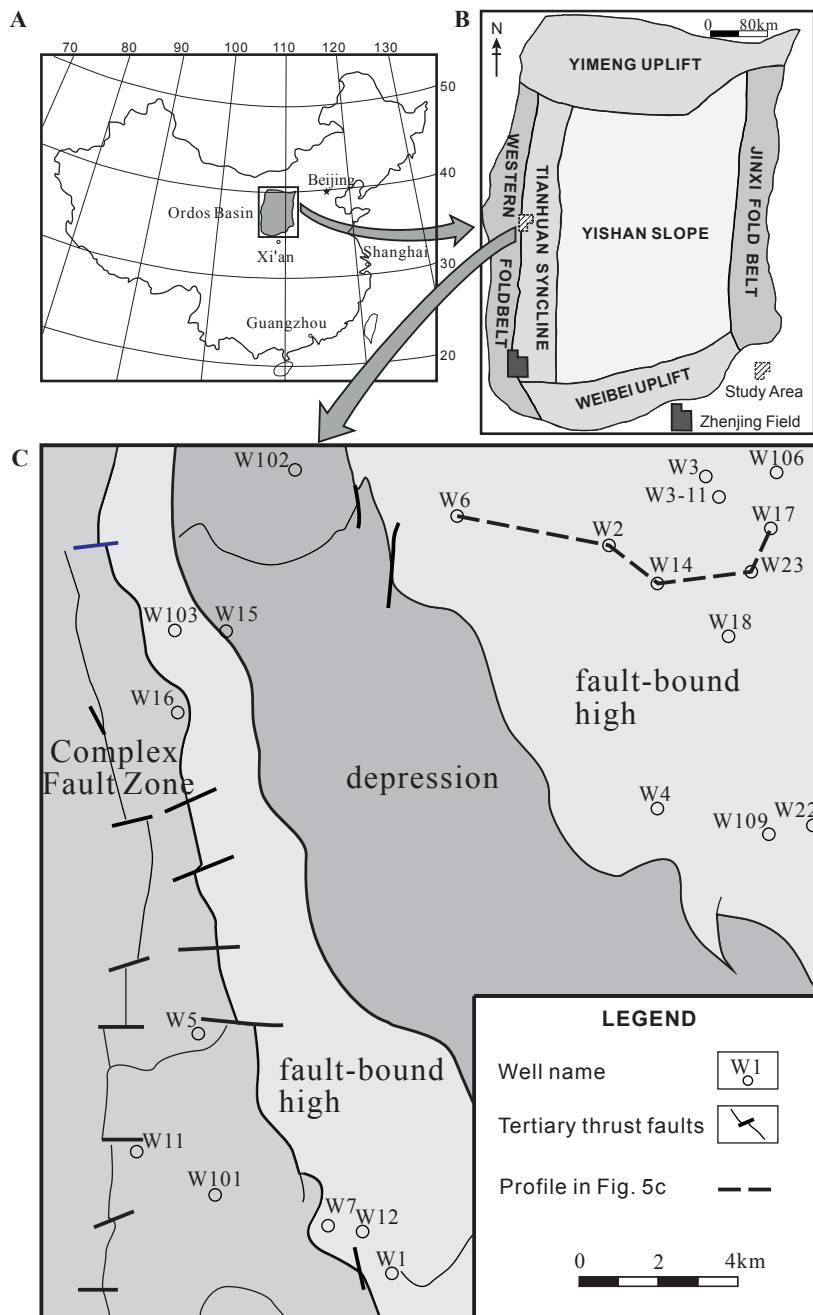 A
70 80 90 100 110 120 130
50
40
30
20
Beijing
Ordos Basin
Xi'an
Shanghai
Guangzhou
B
0 80km
N
YIMENG UPLIFT
WESTERN FOLDBELT
TIANHUAN SYNCLINE
YISHAN SLOPE
JINXI FOLD BELT
WEIBEI UPLIFT
Study Area
Zhenjing Field
C
W102
W3
W106
W3-11
W6
W17
W2
W14
W23
W103
W15
W18
fault-bound
high
W16
Complex
Fault Zone
depression
W4
W109
W22
W5
fault-bound
high
W11
W101
W7
W12
W1
LEGEND
Well name
W1
Tertiary thrust faults
Profile in Fig. 5c
0 2 4km